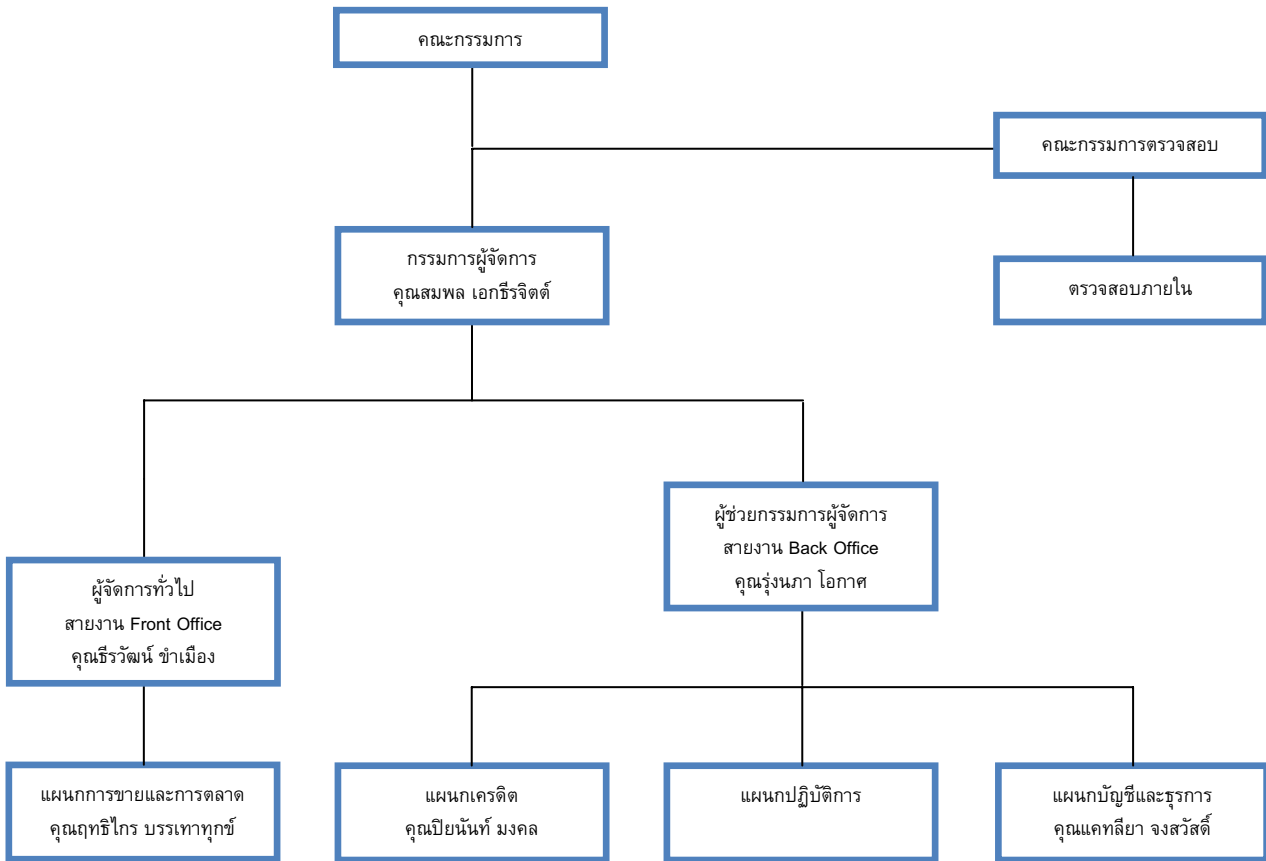 คณะกรรมการ
คณะกรรมการตรวจสอบ
กรรมการผู้จัดการ
คุณสมพล เอกธีรจิตต์
ตรวจสอบภายใน
ผู้ช่วยกรรมการผู้จัดการ
สายงาน Back Office
คุณรุ่งนภา โอกาศ
ผู้จัดการทั่วไป
สายงาน Front Office
คุณธีรวัฒน์ ขำเมือง
แผนกการขายและการตลาด
คุณฤทธิไกร บรรเทาทุกข์
แผนกเครดิต
คุณปิยนันท์ มงคล
แผนกปฏิบัติการ
แผนกบัญชีและธุรการ
คุณแคทลียา จงสวัสดิ์